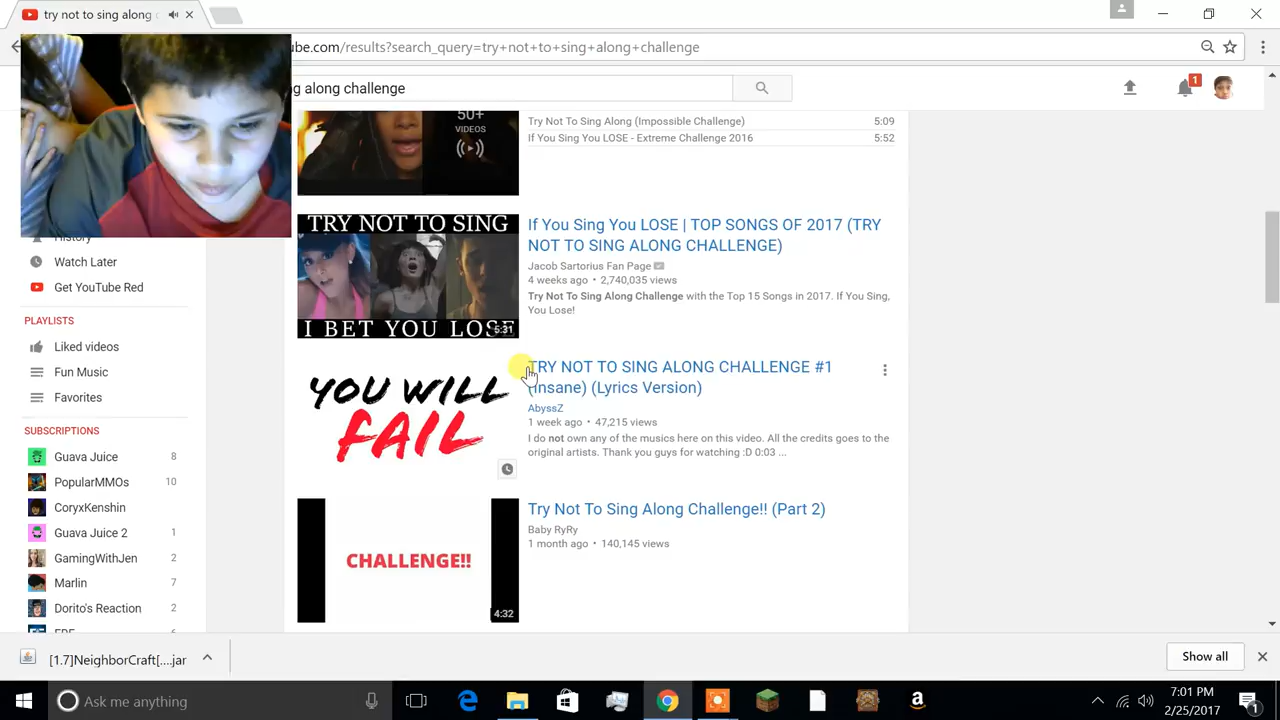 try not to sing along c
be.com/results?search_query=try+not+to+sing+along+challenge
g along challenge
1
50+
VIDEOS
Try Not To Sing Along (Impossible Challenge) 5:09
If You Sing You LOSE - Extreme Challenge 2016 5:52
TRY NOT TO SING
I BET YOU LOSE
5:31
If You Sing You LOSE | TOP SONGS OF 2017 (TRY
NOT TO SING ALONG CHALLENGE)
Jacob Sartorius Fan Page
4 weeks ago • 2,740,035 views
Try Not To Sing Along Challenge with the Top 15 Songs in 2017. If You Sing,
You Lose!
YOU WILL
FAIL
TRY NOT TO SING ALONG CHALLENGE #1
(Insane) (Lyrics Version)
AbyssZ
1 week ago • 47,215 views
I do not own any of the musics here on this video. All the credits goes to the
original artists. Thank you guys for watching :D 0:03 ...
CHALLENGE!!
4:32
Try Not To Sing Along Challenge!! (Part 2)
Baby RyRy
1 month ago • 140,145 views
History
Watch Later
Get YouTube Red
PLAYLISTS
Liked videos
Fun Music
Favorites
SUBSCRIPTIONS
Guava Juice 8
PopularMMOs 10
CoryxKenshin
Guava Juice 2 1
GamingWithJen 2
Marlin 7
Dorito's Reaction 2
[1.7]NeighborCraft[....jar
Show all
Ask me anything
7:01 PM
2/25/2017
1